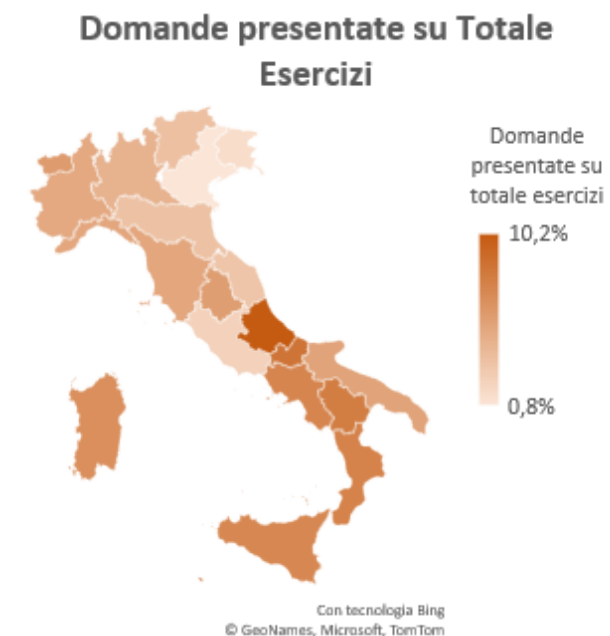 Domande presentate su Totale
Esercizi
Domande
presentate su
totale esercizi
10,2%
0,8%
Con tecnologia Bing
© GeoNames, Microsoft, TomTom